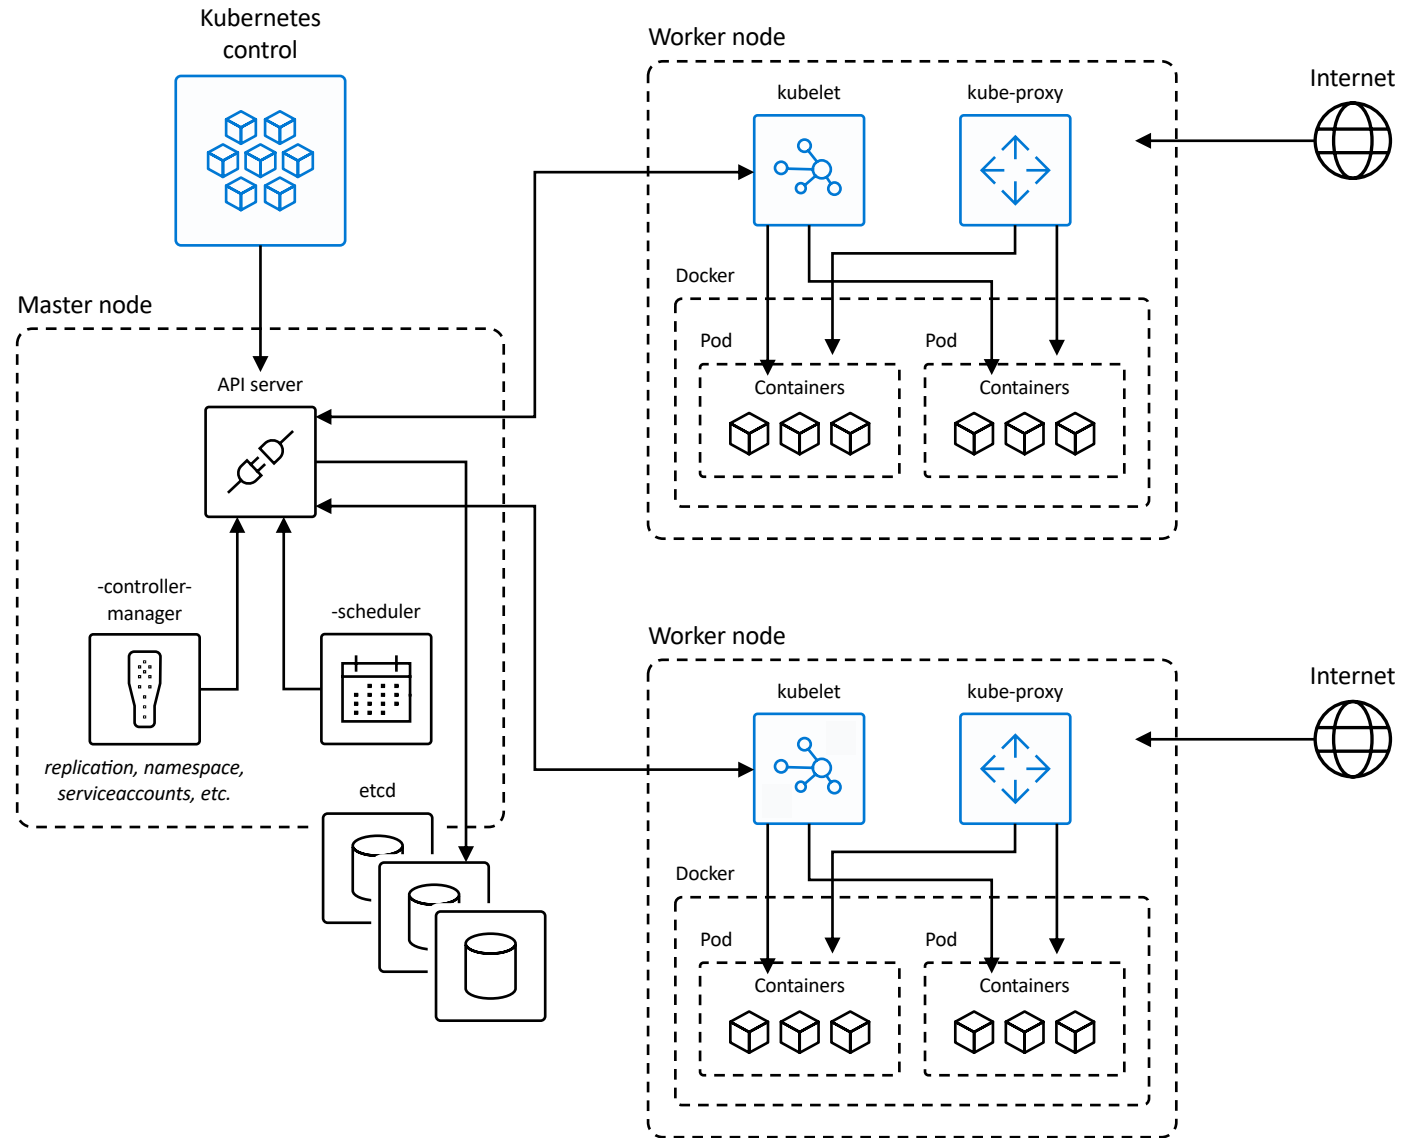 Kubernetes
control
Master node
API server
-controller-
manager
-scheduler
replication, namespace,
serviceaccounts, etc.
etcd
Worker node
kubelet
kube-proxy
Docker
Pod
Containers
Pod
Containers
Internet
Worker node
kubelet
kube-proxy
Docker
Pod
Containers
Pod
Containers
Internet